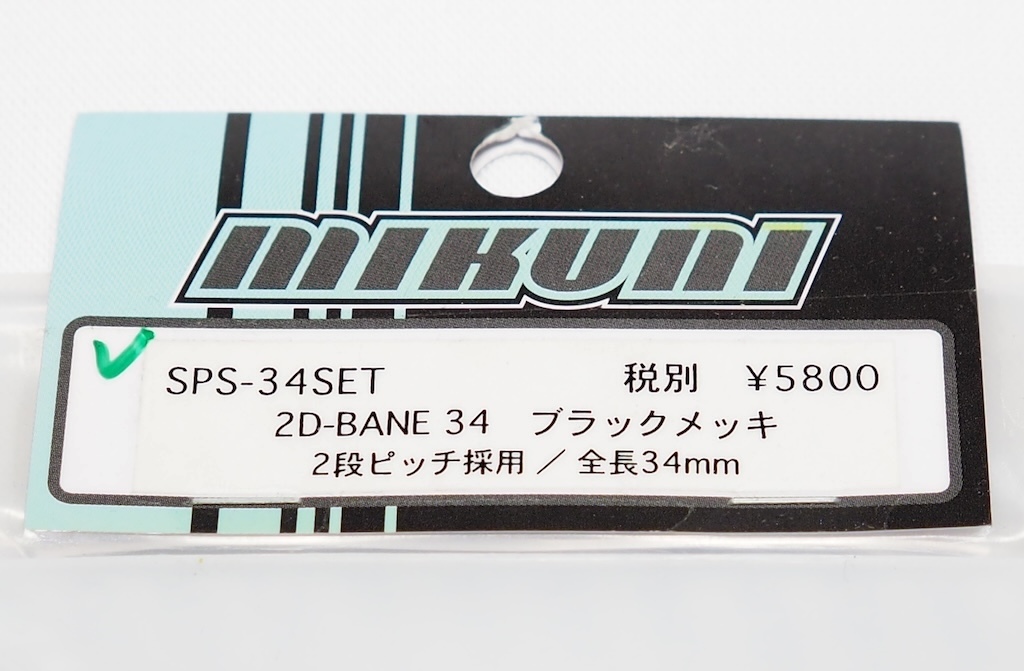 mikuni
SPS-34SET 税別 ¥5800
2D-BANE 34 ブラックメッキ
2段ピッチ採用 ／ 全長34mm